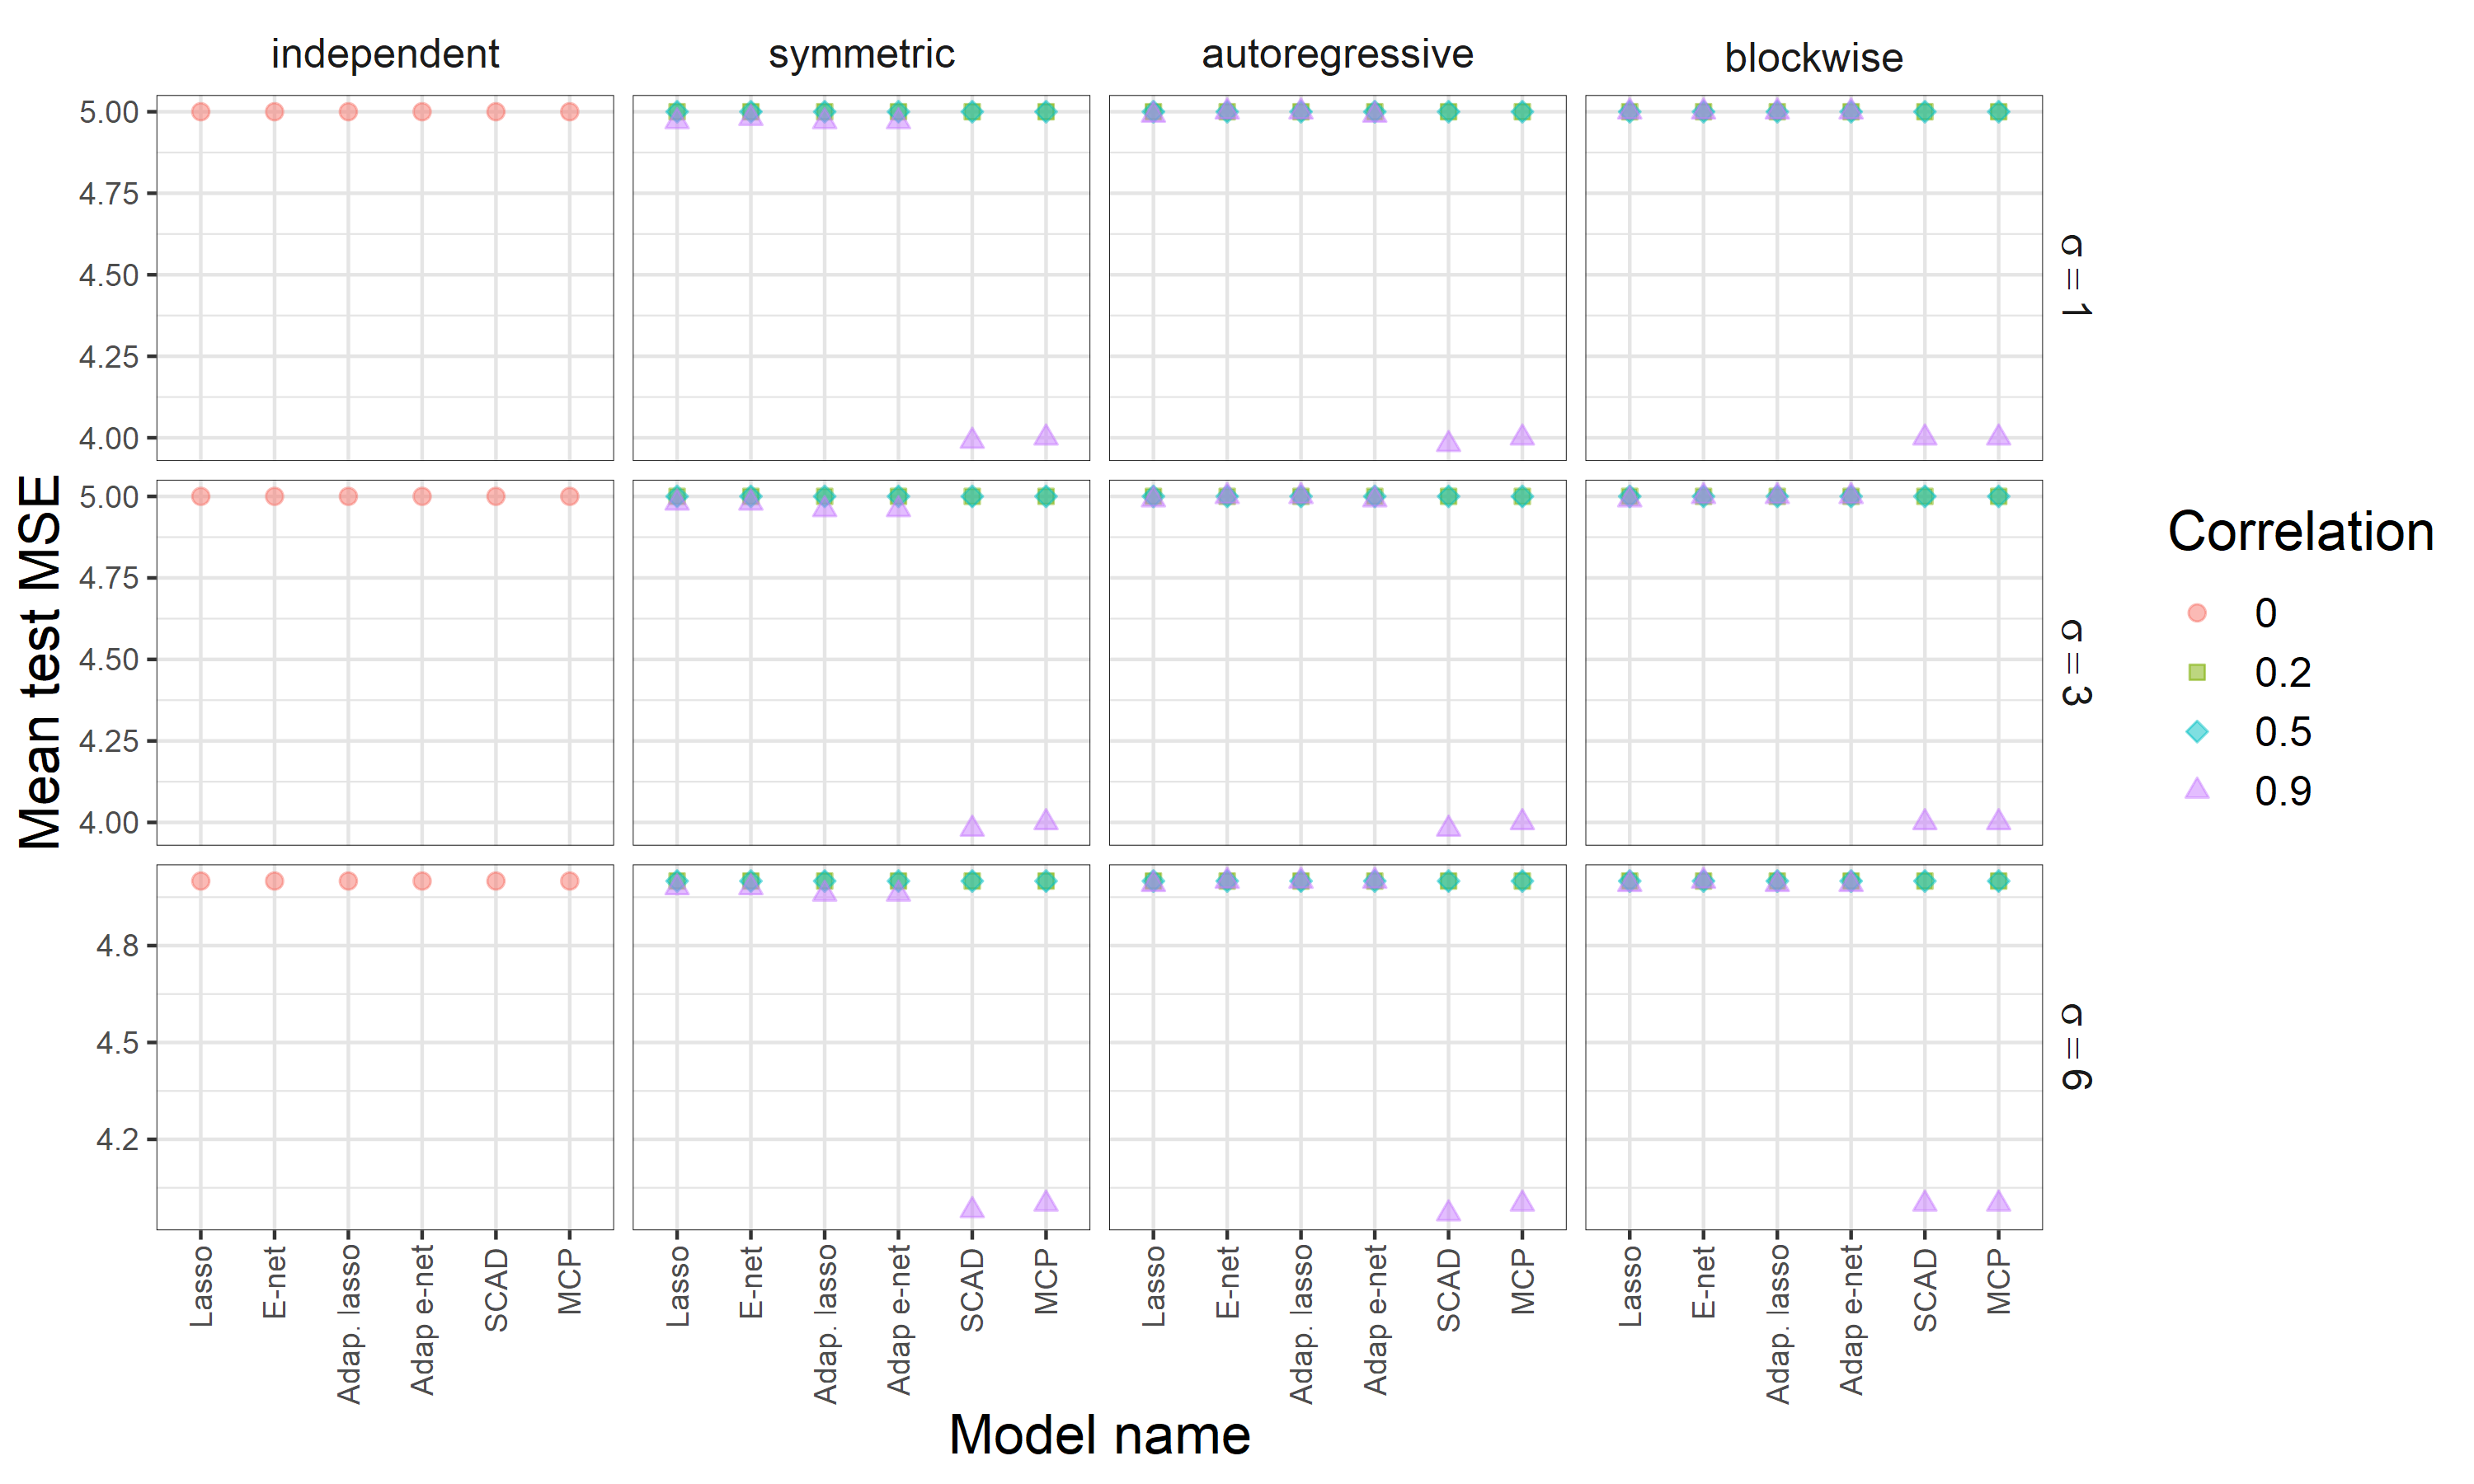 independent symmetric autoregressive blockwise
5.00
4.75
4.50
4.25
4.00
σ = 1
5.00
4.75
4.50
4.25
4.00
σ = 3
4.8
4.5
4.2
σ = 6
Mean test MSE
Lasso E-net Adap. lasso Adap e-net SCAD MCP
Lasso E-net Adap. lasso Adap e-net SCAD MCP
Lasso E-net Adap. lasso Adap e-net SCAD MCP
Lasso E-net Adap. lasso Adap e-net SCAD MCP
Model name
Correlation
0
0.2
0.5
0.9